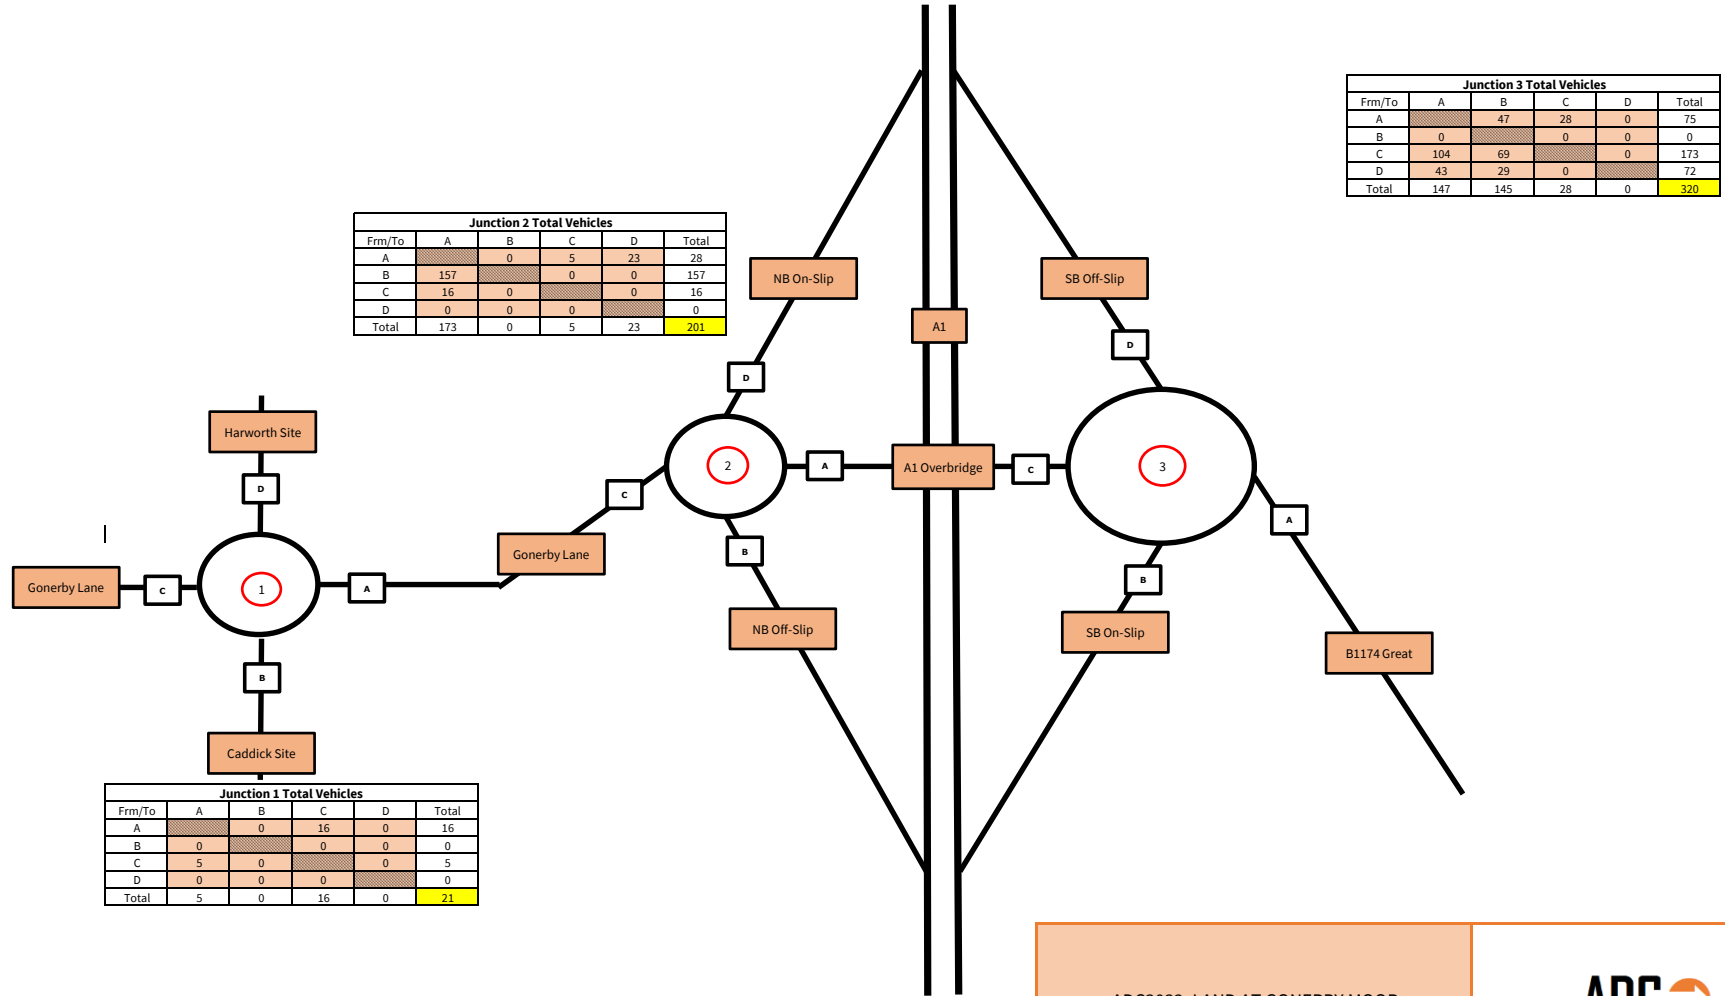 Junction 3 Total Vehicles
Frm/To A B C D Total
A 47 28 0 75
B 0 0 0 0
C 104 69 0 173
D 43 29 0 72
Total 147 145 28 0 320
Junction 2 Total Vehicles
Frm/To A B C D Total
A 0 5 23 28
B 157 0 0 157
C 16 0 0 16
D 0 0 0 0
Total 173 0 5 23 201
NB On-Slip
SB Off-Slip
A1
D
D
Harworth Site
2
A
A1 Overbridge
C
3
D
C
A
Gonerby Lane
B
B
Gonerby Lane
C
1
A
NB Off-Slip
SB On-Slip
B1174 Great
B
Caddick Site
Junction 1 Total Vehicles
Frm/To A B C D Total
A 0 16 0 16
B 0 0 0 0
C 5 0 0 5
D 0 0 0 0
Total 5 0 16 0 21